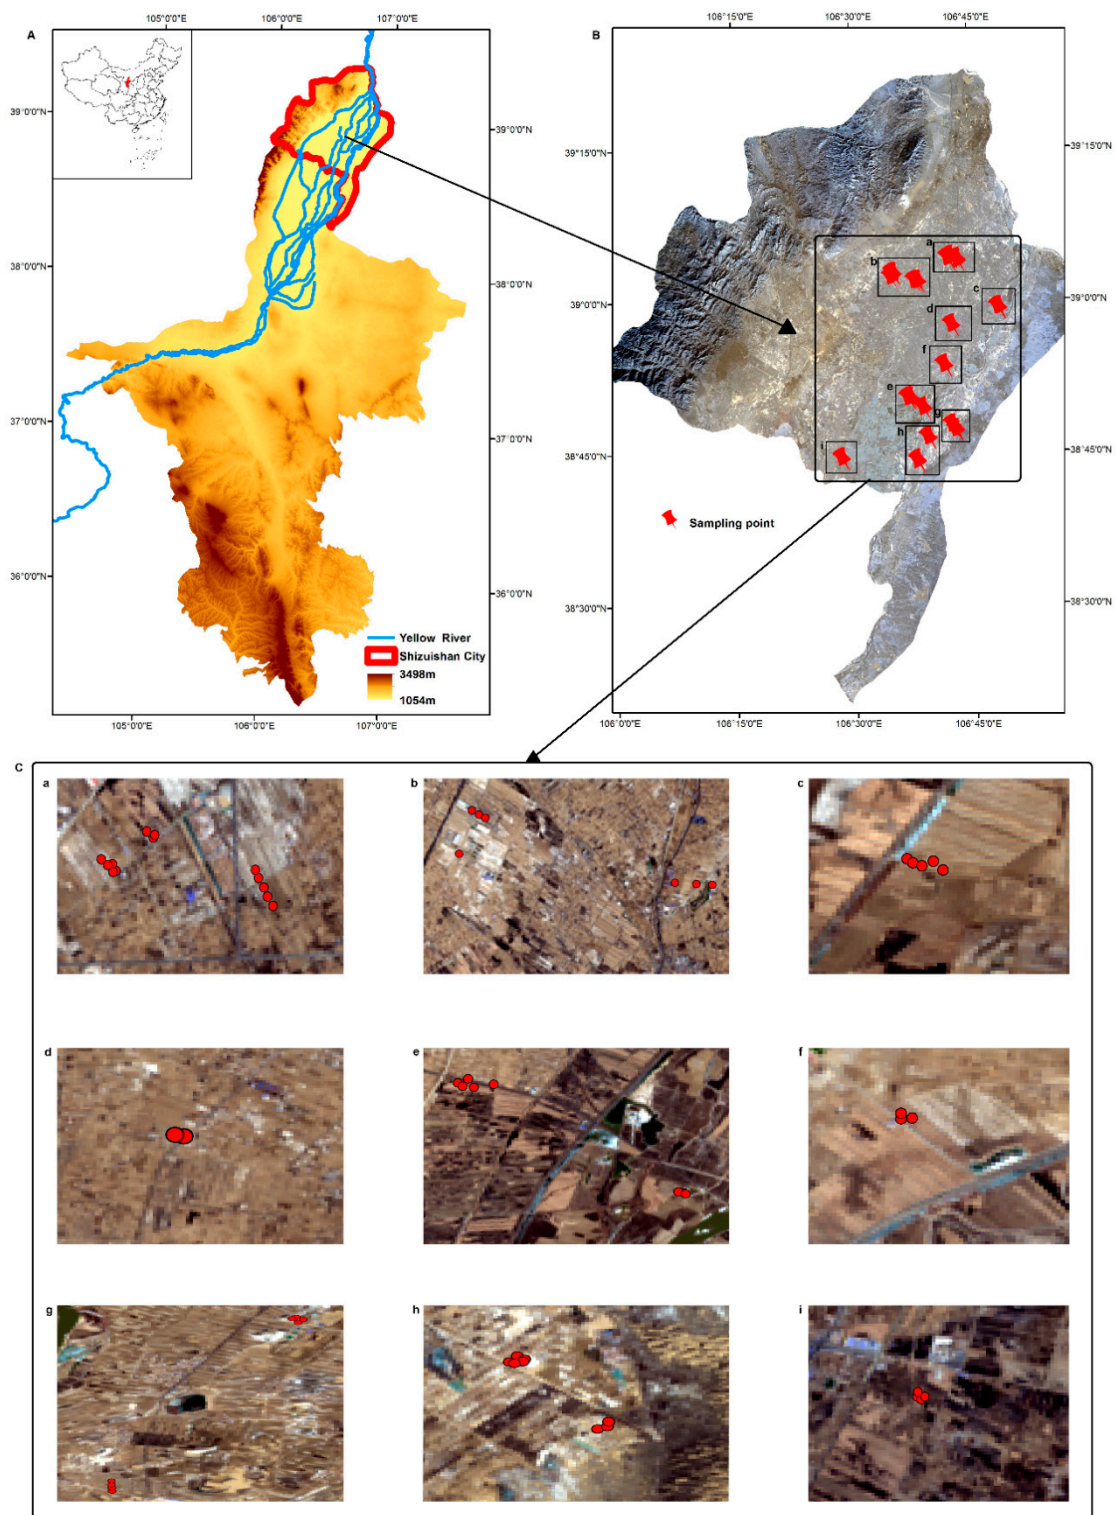 A
105°0'0"E
106°0'0"E
107°0'0"E
39°0'0"N
38°0'0"N
37°0'0"N
36°0'0"N
39°0'0"N
38°0'0"N
37°0'0"N
36°0'0"N
Yellow River
Shizuishan City
3498m
1054m
105°0'0"E
106°0'0"E
107°0'0"E
B
106°15'0"E
106°30'0"E
106°45'0"E
39°15'0"N
39°0'0"N
38°45'0"N
38°30'0"N
39°15'0"N
39°0'0"N
38°45'0"N
38°30'0"N
a
b
c
d
f
e
g
h
i
Sampling point
106°0'0"E
106°15'0"E
106°30'0"E
106°45'0"E
C
a
b
c
d
e
f
g
h
i